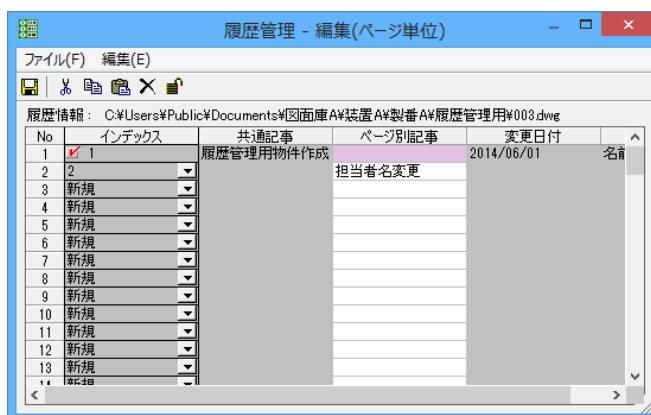 履歴管理 - 編集(ページ単位)
ファイル(F) 編集(E)
履歴情報： C:¥Users¥Public¥Documents¥図面庫A¥装置A¥製番A¥履歴管理用¥003.dwg
No インデックス 共通記事 ページ別記事 変更日付
1 1 履歴管理用物件作成 2014/06/01 名前
2 2 担当者名変更
3 新規
4 新規
5 新規
6 新規
7 新規
8 新規
9 新規
10 新規
11 新規
12 新規
13 新規
14 新規